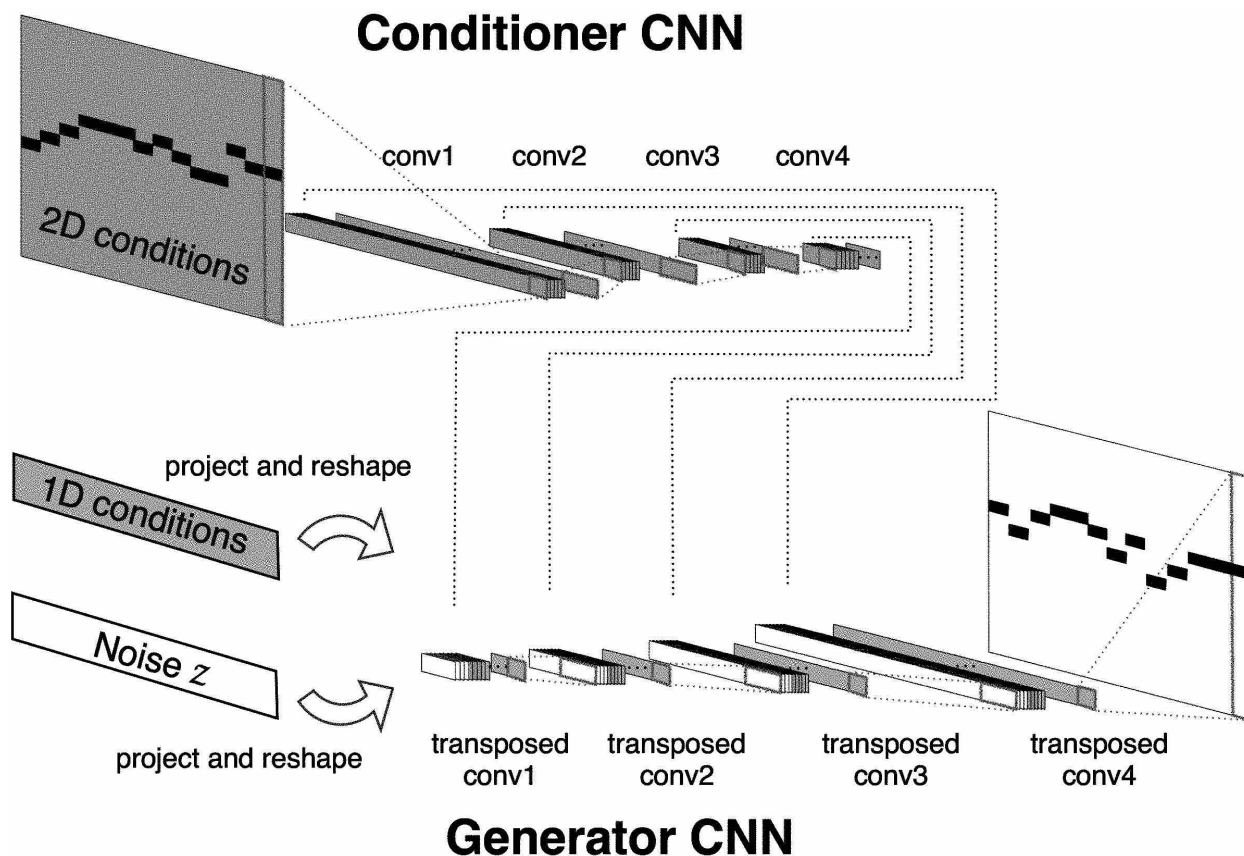 Conditioner CNN
conv1 conv2 conv3 conv4
2D conditions
project and reshape
1D conditions
Noise z
project and reshape
transposed conv1
transposed conv2
transposed conv3
transposed conv4
Generator CNN